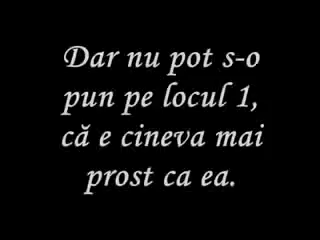 Dar nu pot s-o
pun pe locul 1,
că e cineva mai
prost ca ea.